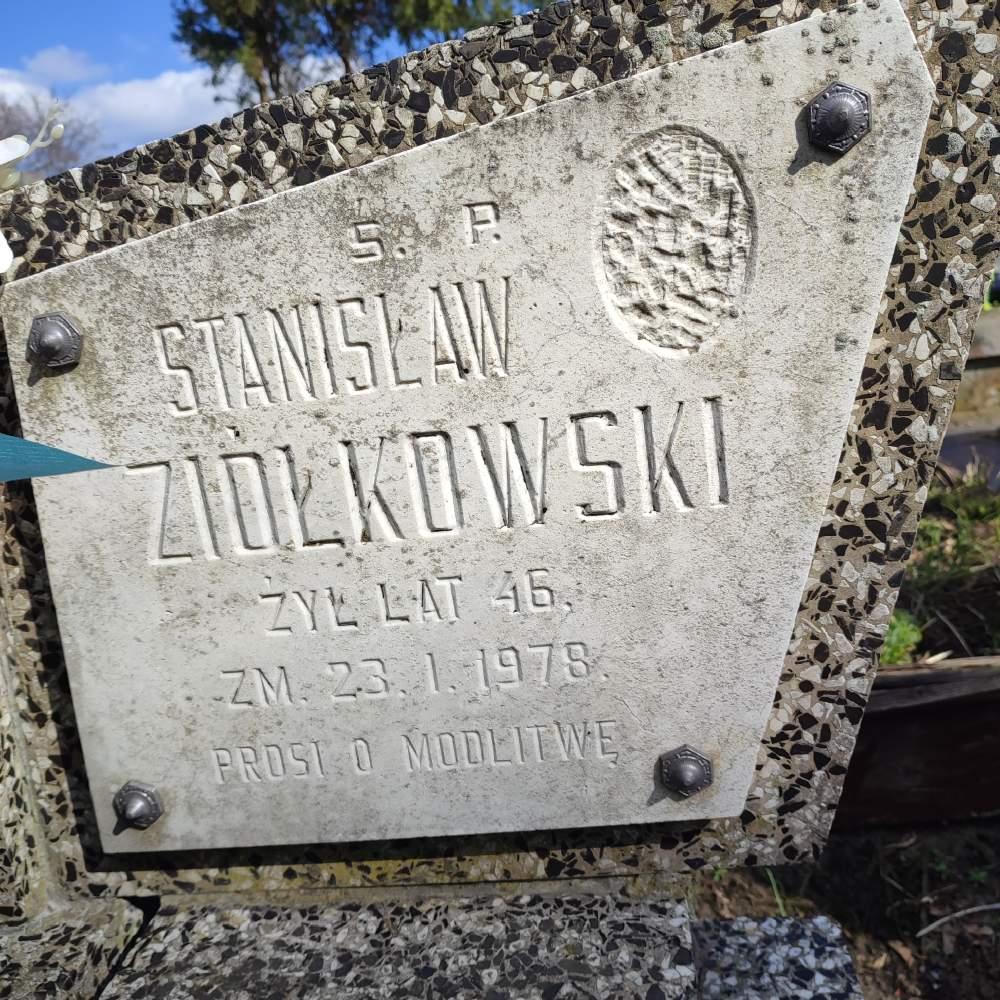 Ś. P.
STANISŁAW
ZIÓŁKOWSKI
ŻYŁ LAT 46.
ZM. 23. I. 1978.
PROSI O MODLITWĘ